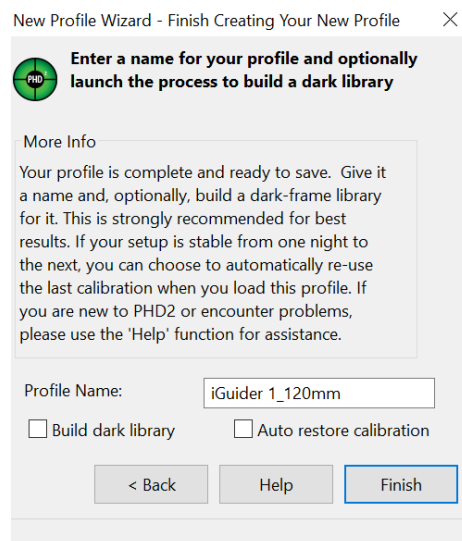 New Profile Wizard - Finish Creating Your New Profile
PHD
Enter a name for your profile and optionally
launch the process to build a dark library
More Info
Your profile is complete and ready to save.  Give it
a name and, optionally, build a dark-frame library
for it. This is strongly recommended for best
results. If your setup is stable from one night to
the next, you can choose to automatically re-use
the last calibration when you load this profile. If
you are new to PHD2 or encounter problems,
please use the 'Help' function for assistance.
Profile Name: iGuider 1_120mm
Build dark library Auto restore calibration
< Back Help Finish